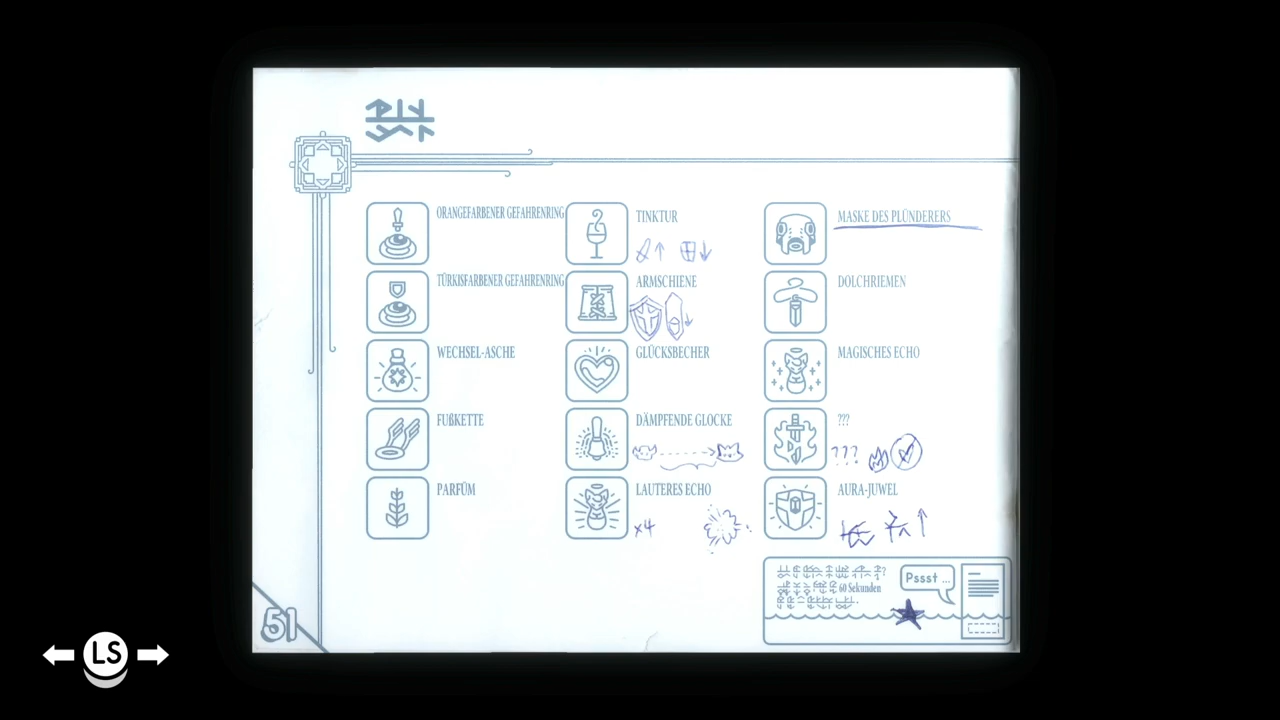 ORANGEFARBENER GEFAHRENRING
TINKTUR
MASKE DES PLÜNDERERS
TÜRKISFARBENER GEFAHRENRING
ARMSCHIENE
DOLCHRIEMEN
WECHSEL-ASCHE
GLÜCKSBECHER
MAGISCHES ECHO
FUßKETTE
DÄMPFENDE GLOCKE
???
???
PARFÜM
LAUTERES ECHO
AURA-JUWEL
x4
?
60 Sekunden
Pssst ...
51
LS